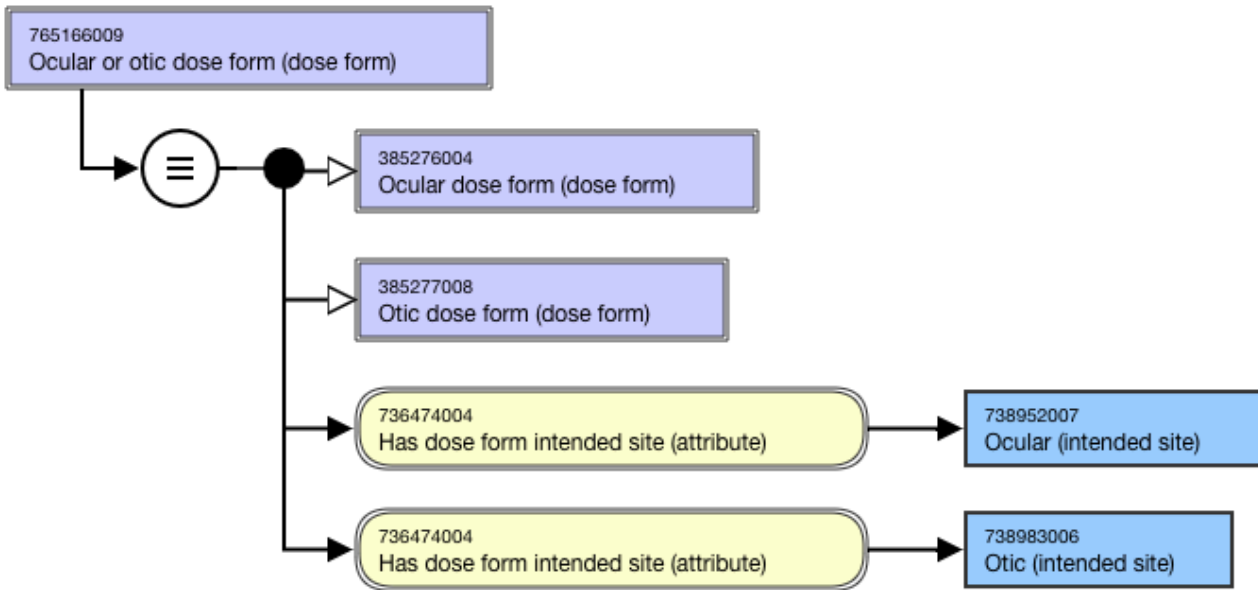 765166009
Ocular or otic dose form (dose form)
385276004
Ocular dose form (dose form)
385277008
Otic dose form (dose form)
736474004
Has dose form intended site (attribute)
738952007
Ocular (intended site)
736474004
Has dose form intended site (attribute)
738983006
Otic (intended site)